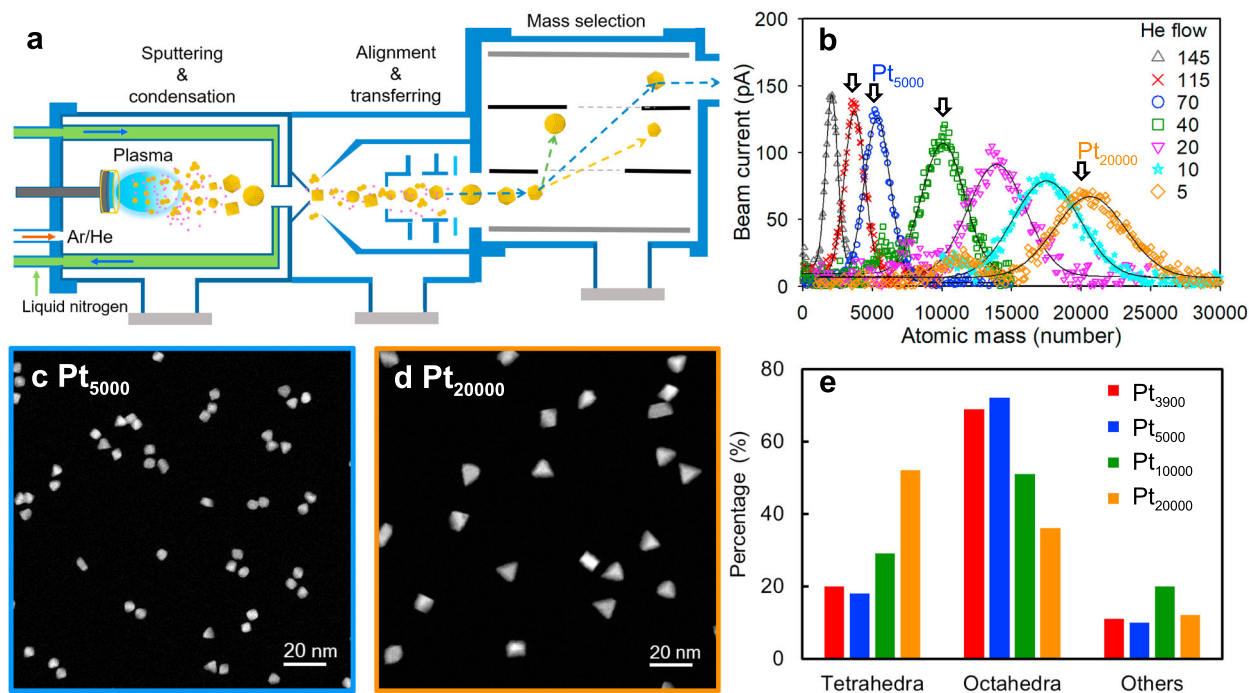 a
Sputtering
&
condensation
Plasma
Ar/He
Liquid nitrogen
Alignment
&
transferring
Mass selection
b
Beam current (pA)
200
150
100
50
0
0
5000
10000
15000
20000
25000
30000
Atomic mass (number)
Pt5000
Pt20000
He flow
145
115
70
40
20
10
5
c Pt5000
20 nm
d Pt20000
20 nm
e
Percentage (%)
80
60
40
20
0
Tetrahedra
Octahedra
Others
Pt3900
Pt5000
Pt10000
Pt20000